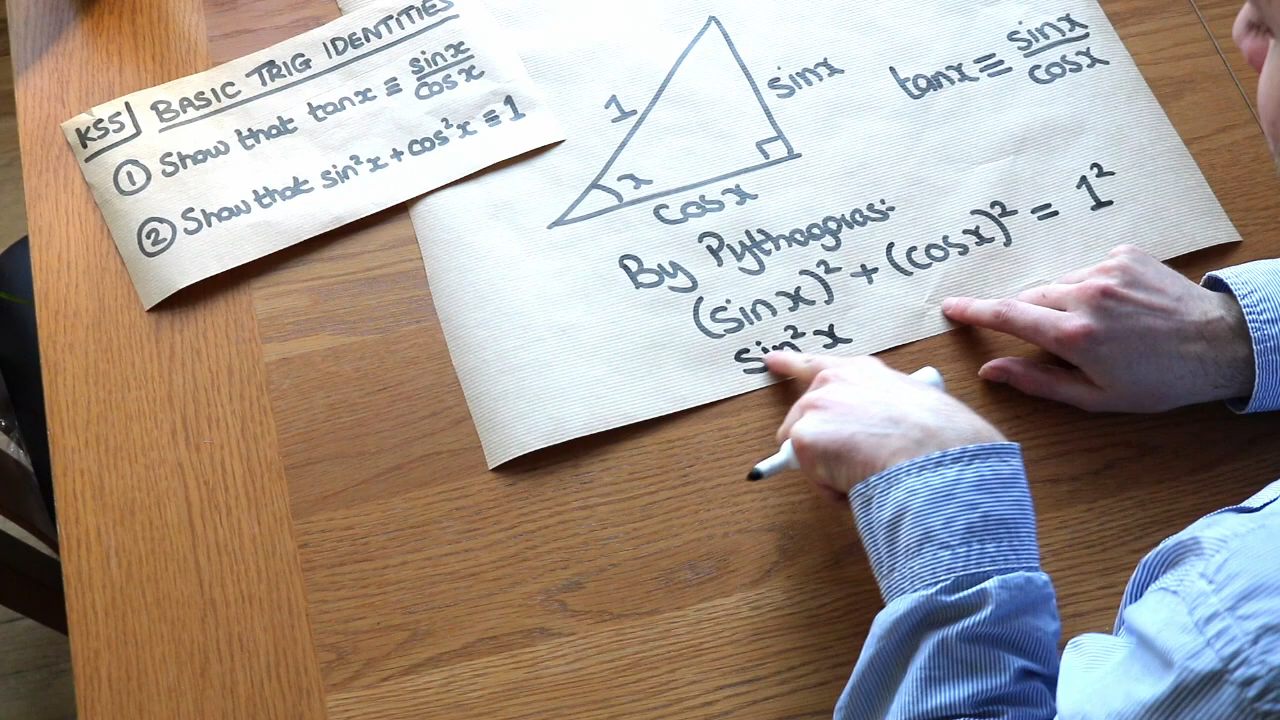 KS5 BASIC TRIG IDENTITIES
① Show that tanx ≡ sinx/cosx
② Show that sin²x + cos²x ≡ 1
1
sinx
x
cosx
tanx ≡ sinx/cosx
By Pythagoras:
(sinx)² + (cosx)² = 1²
sin²x